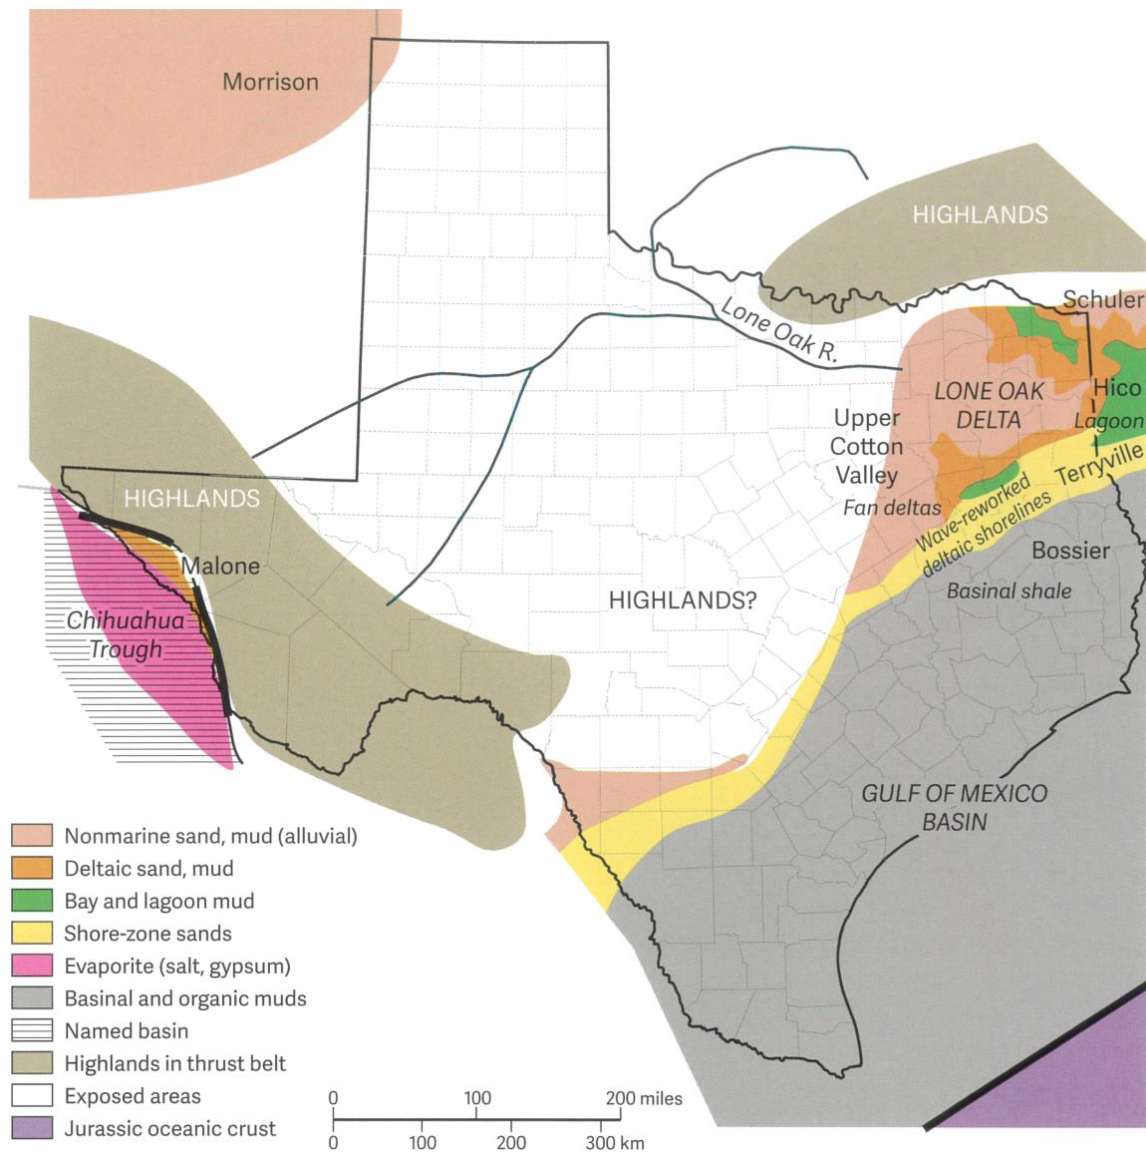 Morrison
HIGHLANDS
Schuler
Lone Oak R.
LONE OAK
DELTA
Hico
Lagoon
Upper
Cotton
Valley
Fan deltas
Terryville
Wave-reworked
deltaic shorelines
Bossier
Basinal shale
HIGHLANDS
Malone
Chihuahua
Trough
HIGHLANDS?
GULF OF MEXICO
BASIN
Nonmarine sand, mud (alluvial)
Deltaic sand, mud
Bay and lagoon mud
Shore-zone sands
Evaporite (salt, gypsum)
Basinal and organic muds
Named basin
Highlands in thrust belt
Exposed areas
Jurassic oceanic crust
0 100 200 miles
0 100 200 300 km